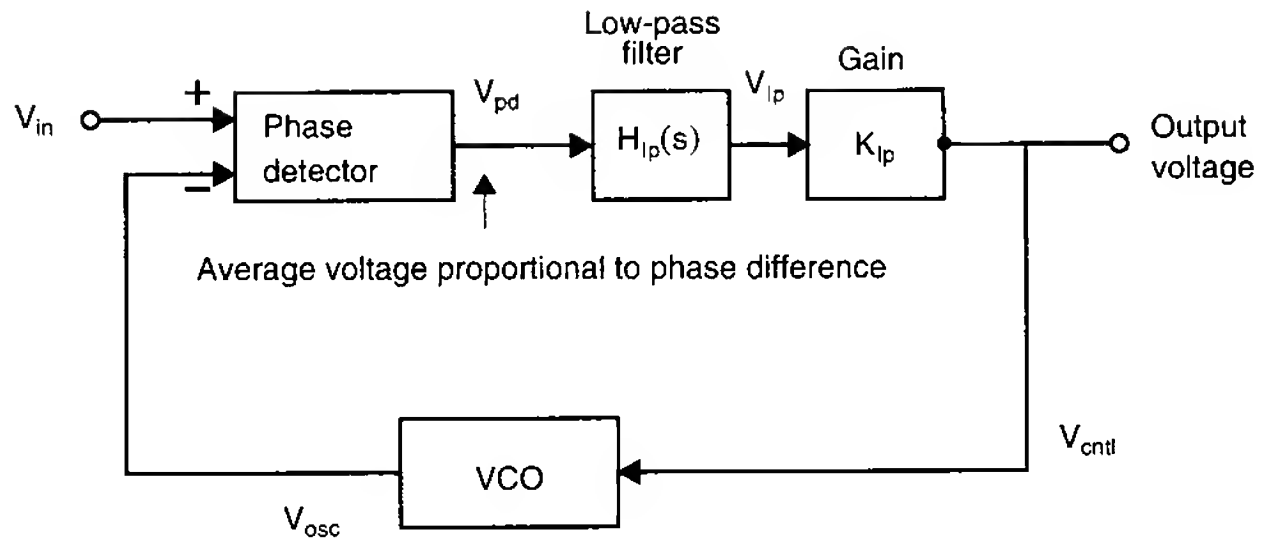 Low-pass
filter
Gain
V_in
+
−
Phase
detector
V_pd
H_lp(s)
V_lp
K_lp
Output
voltage
Average voltage proportional to phase difference
VCO
V_cntl
V_osc